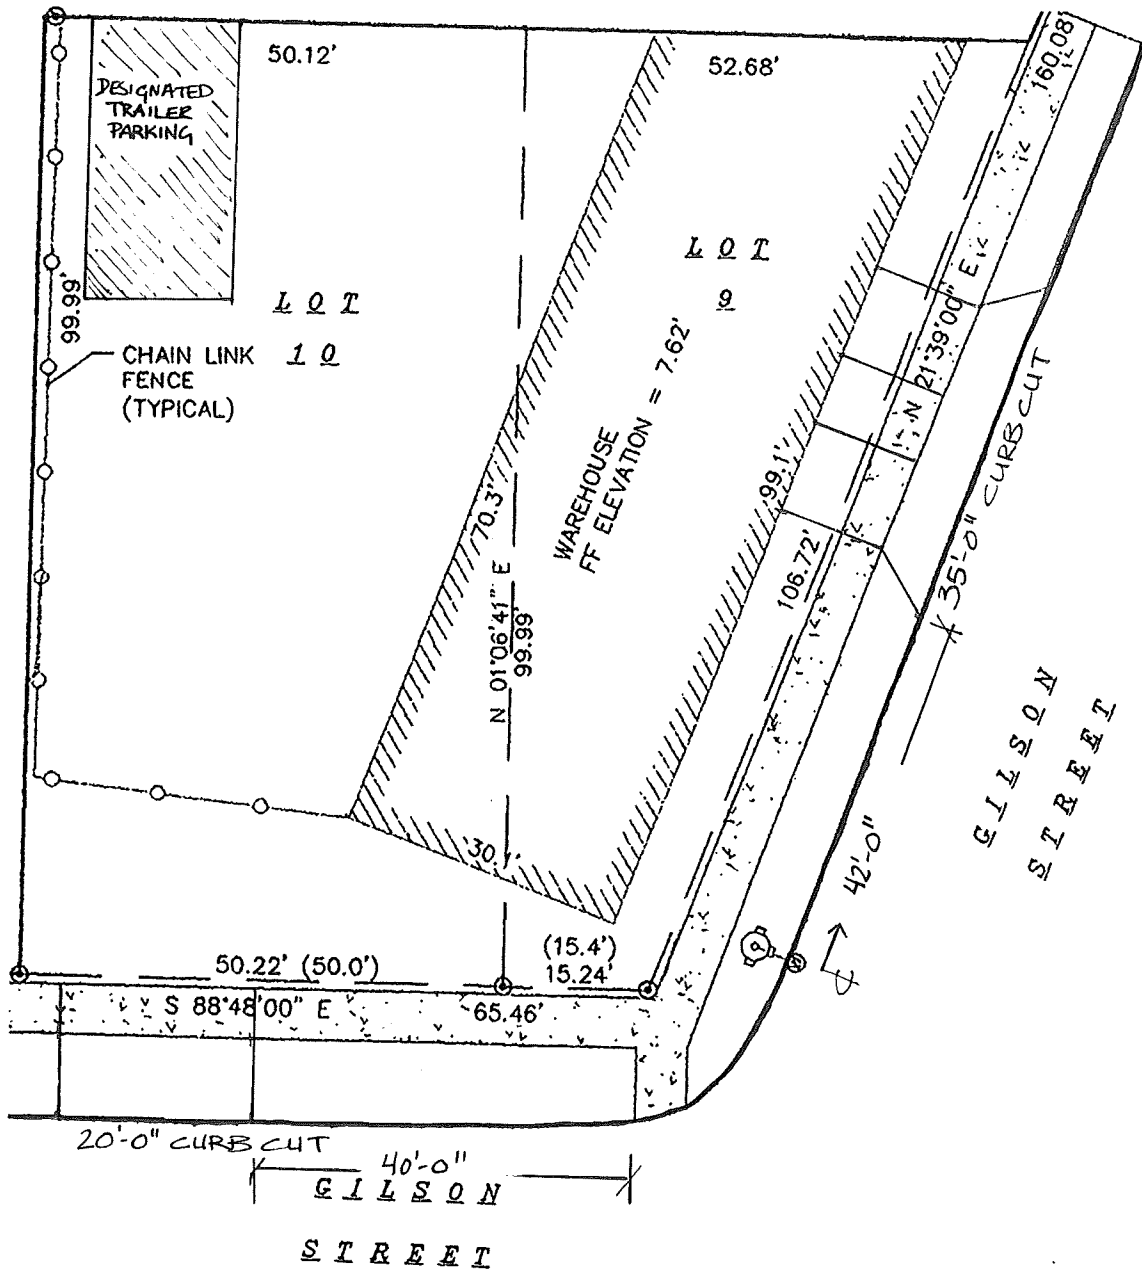 50.12'
52.68'
160.08'
DESIGNATED
TRAILER
PARKING
LOT
9
LOT
10
99.99'
CHAIN LINK
FENCE
(TYPICAL)
WAREHOUSE
FF ELEVATION = 7.62'
N 21°39'00" E
35'-0" CURB CUT
70.3"
99.1'
106.72'
N 01°06'41" E
99.99'
GILSON
STREET
30.1'
42'-0"
(15.4')
15.24'
50.22' (50.0')
S 88°48'00" E
65.46'
20'-0" CURB CUT
40'-0"
GILSON
STREET